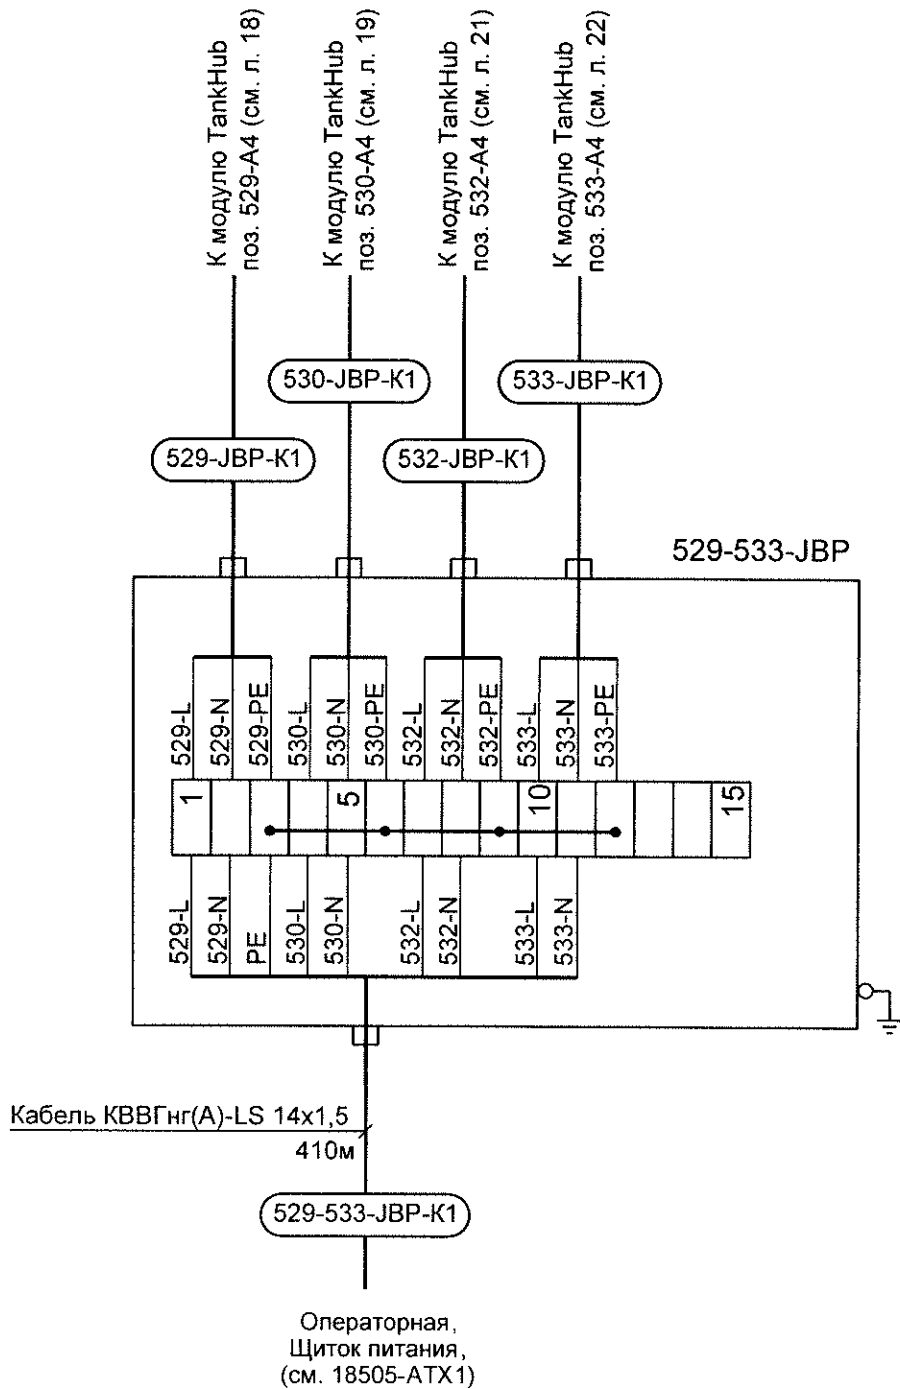 К модулю TankHub
поз. 529-A4 (см. л. 18)
К модулю TankHub
поз. 530-A4 (см. л. 19)
К модулю TankHub
поз. 532-A4 (см. л. 21)
К модулю TankHub
поз. 533-A4 (см. л. 22)
530-JBP-K1
533-JBP-K1
529-JBP-K1
532-JBP-K1
529-533-JBP
529-L
529-N
529-PE
530-L
530-N
530-PE
532-L
532-N
532-PE
533-L
533-N
533-PE
1
5
10
15
529-L
529-N
PE
530-L
530-N
532-L
532-N
533-L
533-N
Кабель КВВГнг(А)-LS 14х1,5
410м
529-533-JBP-K1
Операторная,
Щиток питания,
(см. 18505-АТХ1)